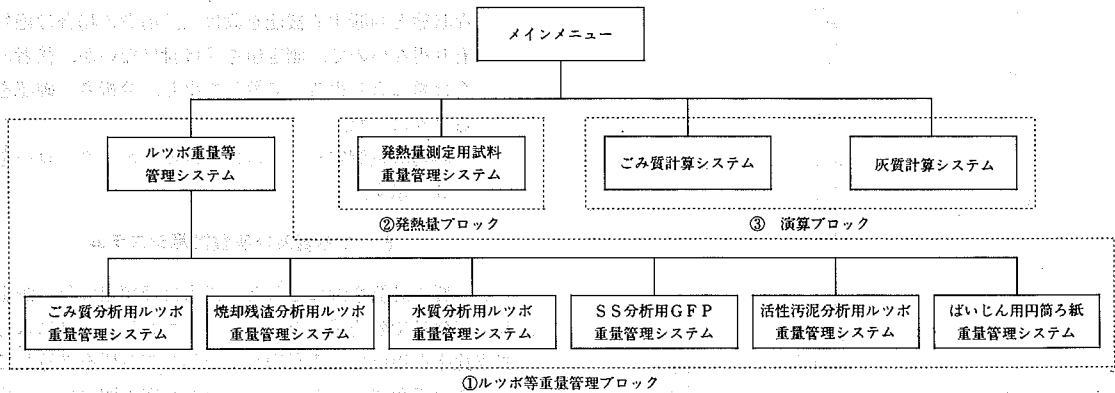 メインメニュー
ルツボ重量等
管理システム
発熱量測定用試料
重量管理システム
ごみ質計算システム
灰質計算システム
②発熱量ブロック
③ 演算ブロック
ごみ質分析用ルツボ
重量管理システム
焼却残渣分析用ルツボ
重量管理システム
水質分析用ルツボ
重量管理システム
SS分析用GFP
重量管理システム
活性汚泥分析用ルツボ
重量管理システム
ばいじん用円筒ろ紙
重量管理システム
①ルツボ等重量管理ブロック